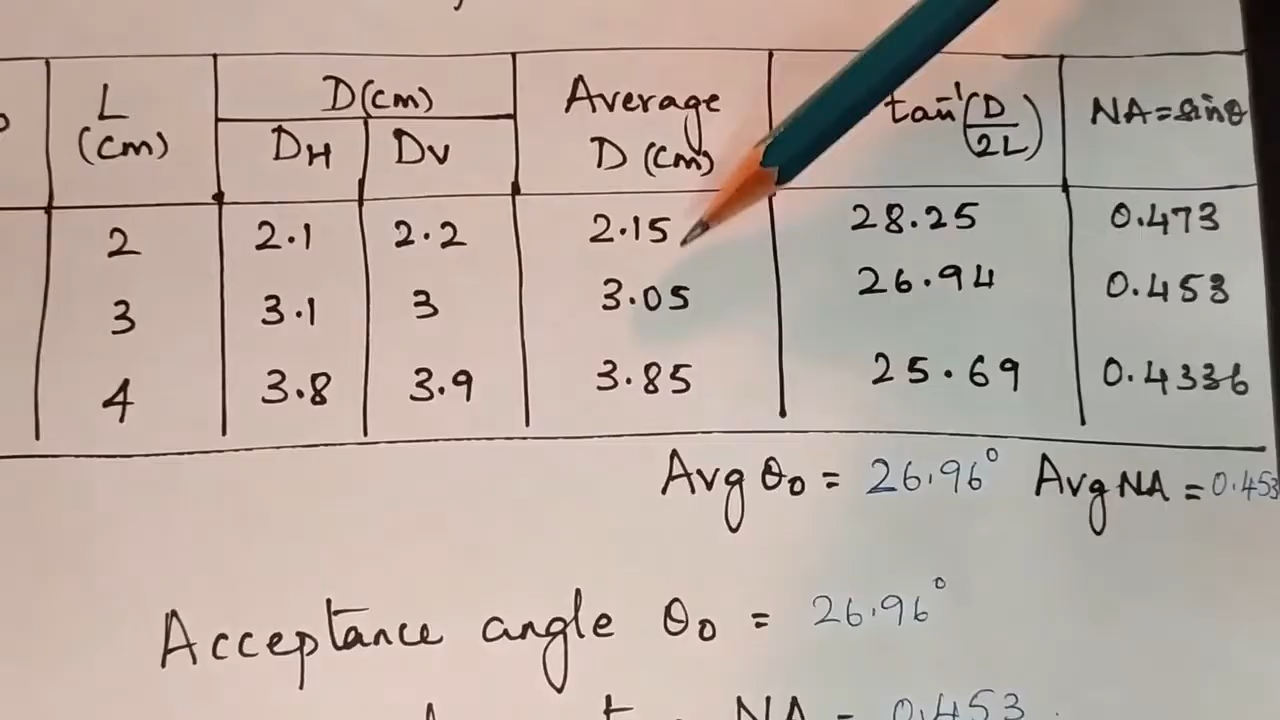 L (cm) | D(cm) DH Dv | Average D (cm) | tan⁻¹(D/2L) | NA = sinθ
2 | 2.1 | 2.2 | 2.15 | 28.25 | 0.473
3 | 3.1 | 3 | 3.05 | 26.94 | 0.453
4 | 3.8 | 3.9 | 3.85 | 25.69 | 0.4336
Avg θ₀ = 26.96° Avg NA = 0.453
Acceptance angle θ₀ = 26.96°
NA = 0.453